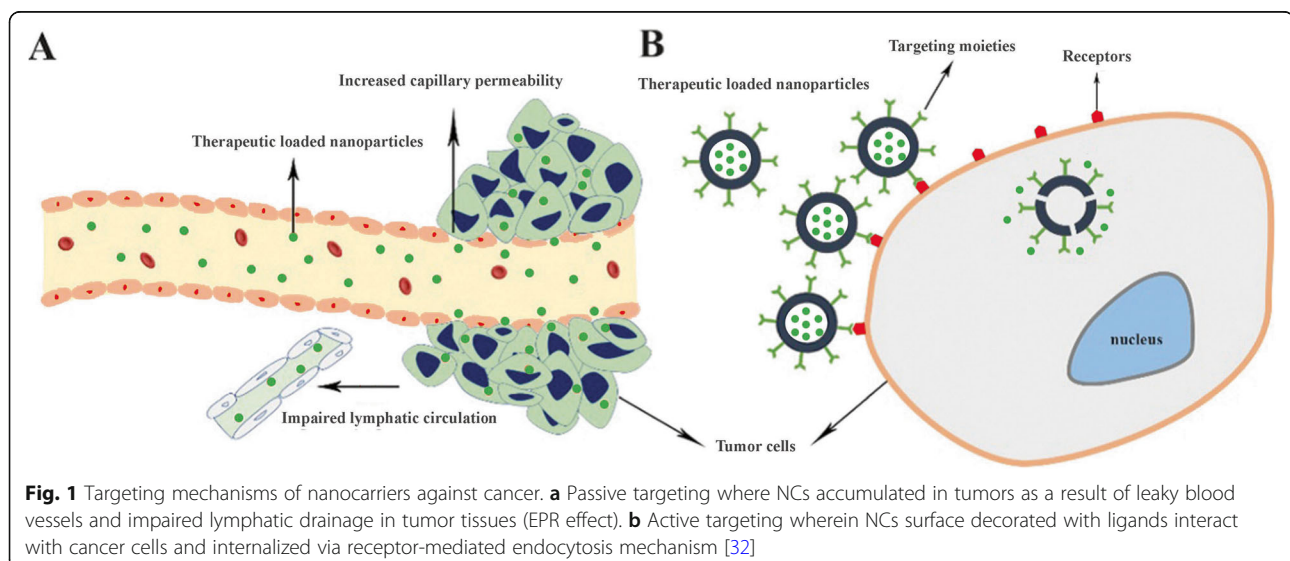 A
B
Increased capillary permeability
Therapeutic loaded nanoparticles
Impaired lymphatic circulation
Therapeutic loaded nanoparticles
Targeting moieties
Receptors
nucleus
Tumor cells
Fig. 1 Targeting mechanisms of nanocarriers against cancer. a Passive targeting where NCs accumulated in tumors as a result of leaky blood
vessels and impaired lymphatic drainage in tumor tissues (EPR effect). b Active targeting wherein NCs surface decorated with ligands interact
with cancer cells and internalized via receptor-mediated endocytosis mechanism [32]